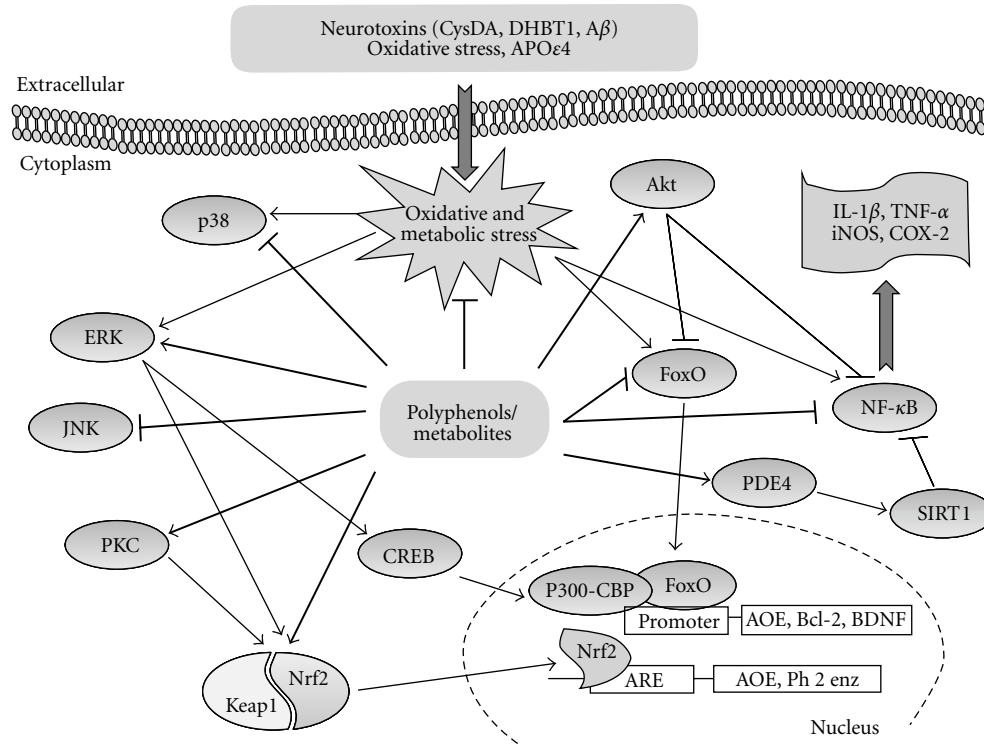 Neurotoxins (CysDA, DHBT1, Aβ)
Oxidative stress, APOε4
Extracellular
Cytoplasm
p38
Oxidative and
metabolic stress
Akt
IL-1β, TNF-α
iNOS, COX-2
ERK
FoxO
NF-κB
JNK
Polyphenols/
metabolites
PDE4
SIRT1
PKC
CREB
P300-CBP
FoxO
Promoter
AOE, Bcl-2, BDNF
Nrf2
Keap1
Nrf2
ARE
AOE, Ph 2 enz
Nucleus